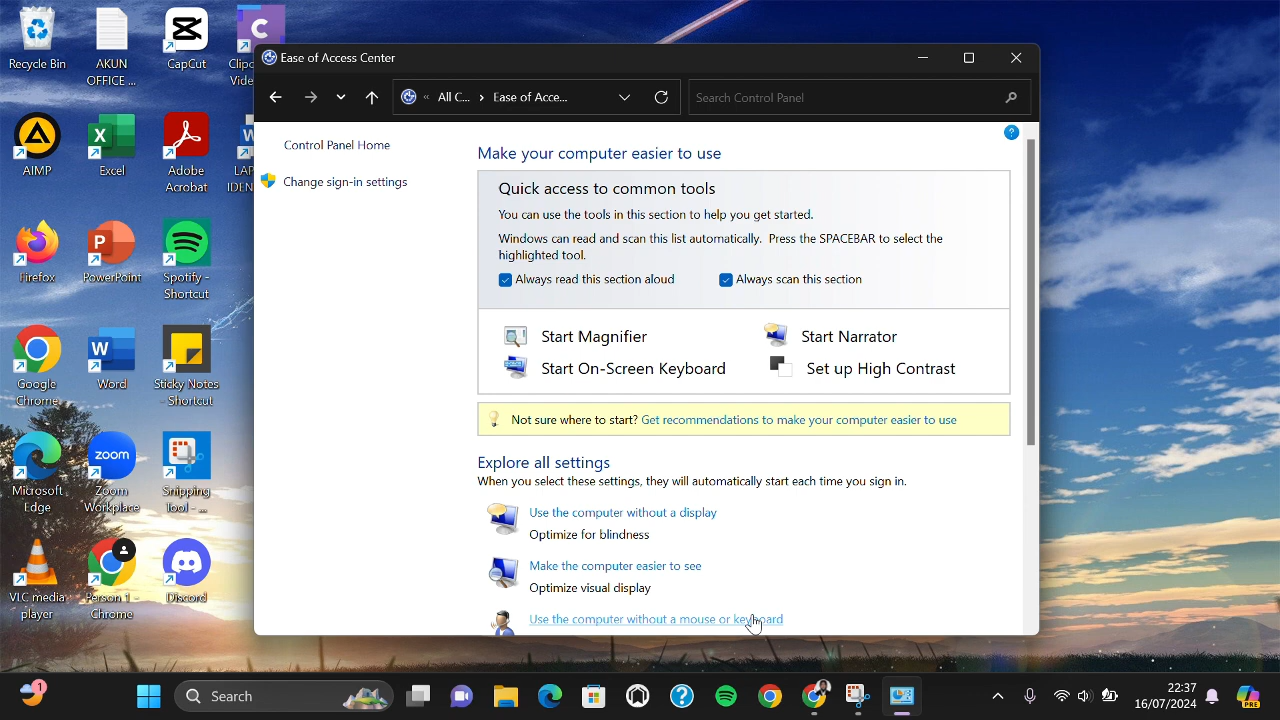 Recycle Bin
AKUN
OFFICE ...
CapCut
Clipc
Vide
AIMP
Excel
Adobe
Acrobat
LAP
IDEN
Firefox
PowerPoint
Spotify -
Shortcut
Google
Chrome
Word
Sticky Notes
- Shortcut
Microsoft
Edge
zoom
Zoom
Workplace
Snipping
Tool - ...
VLC media
player
Person 1 -
Chrome
Discord
Ease of Access Center
« All C... › Ease of Acce...
Search Control Panel
Control Panel Home
Change sign-in settings
Make your computer easier to use
Quick access to common tools
You can use the tools in this section to help you get started.
Windows can read and scan this list automatically. Press the SPACEBAR to select the
highlighted tool.
Always read this section aloud
Always scan this section
Start Magnifier
Start Narrator
Start On-Screen Keyboard
Set up High Contrast
Not sure where to start? Get recommendations to make your computer easier to use
Explore all settings
When you select these settings, they will automatically start each time you sign in.
Use the computer without a display
Optimize for blindness
Make the computer easier to see
Optimize visual display
Use the computer without a mouse or keyboard
1
Search
22:37
16/07/2024
PRE